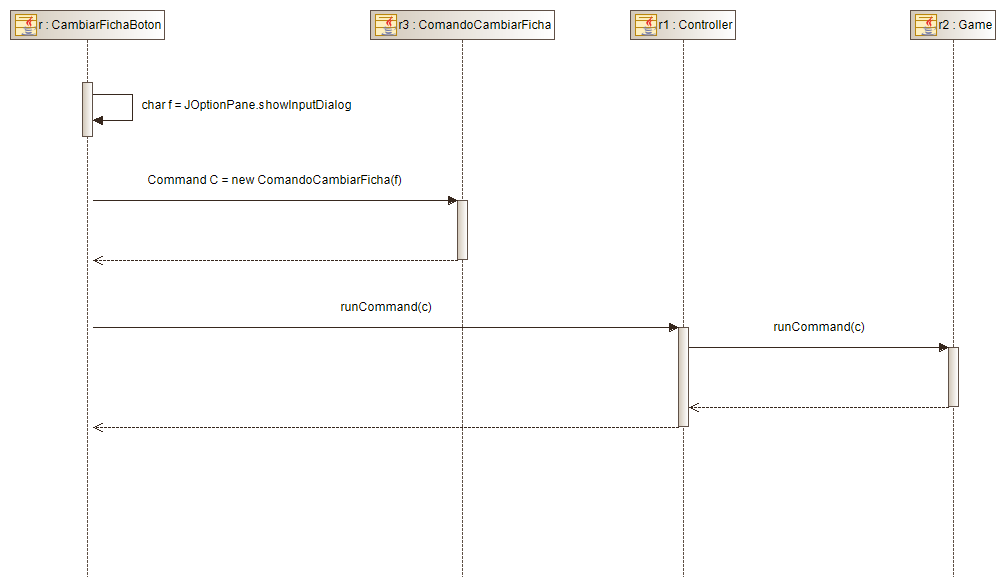 r : CambiarFichaBoton
r3 : ComandoCambiarFicha
r1 : Controller
r2 : Game
char f = JOptionPane.showInputDialog
Command C = new ComandoCambiarFicha(f)
runCommand(c)
runCommand(c)